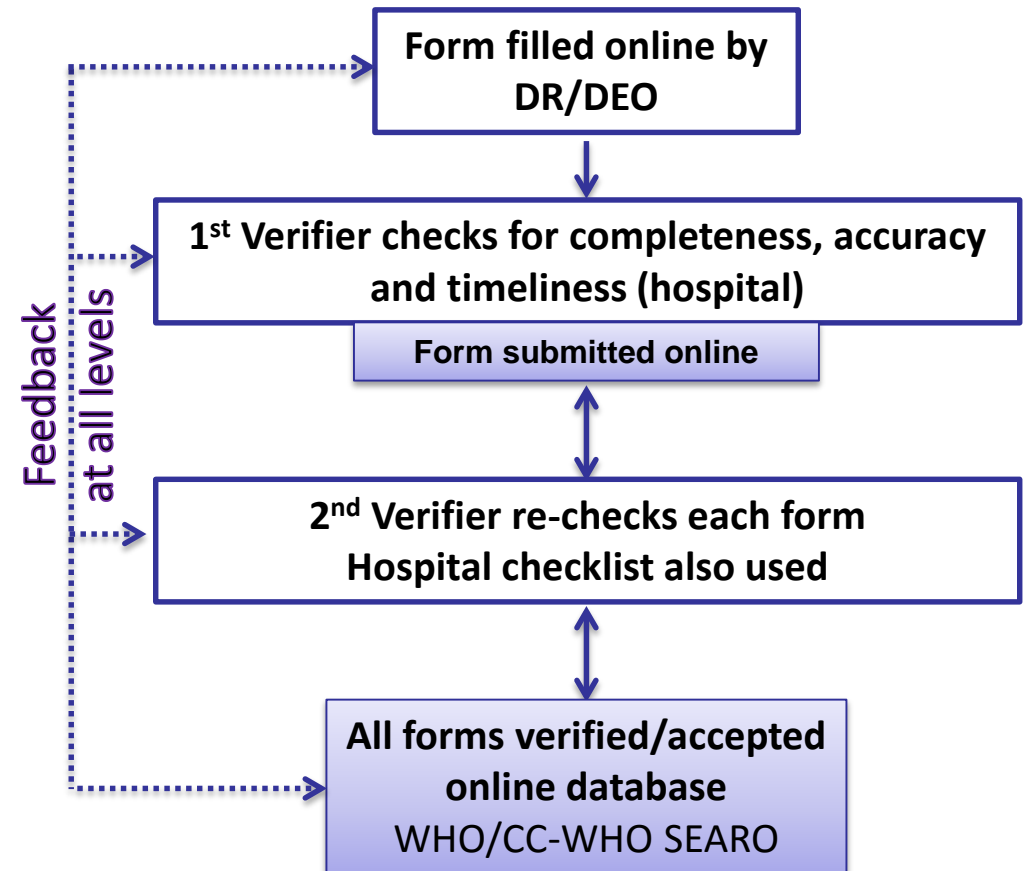 Form filled online by
DR/DEO
1st Verifier checks for completeness, accuracy
and timeliness (hospital)
Form submitted online
Feedback
at all levels
2nd Verifier re-checks each form
Hospital checklist also used
All forms verified/accepted
online database
WHO/CC-WHO SEARO